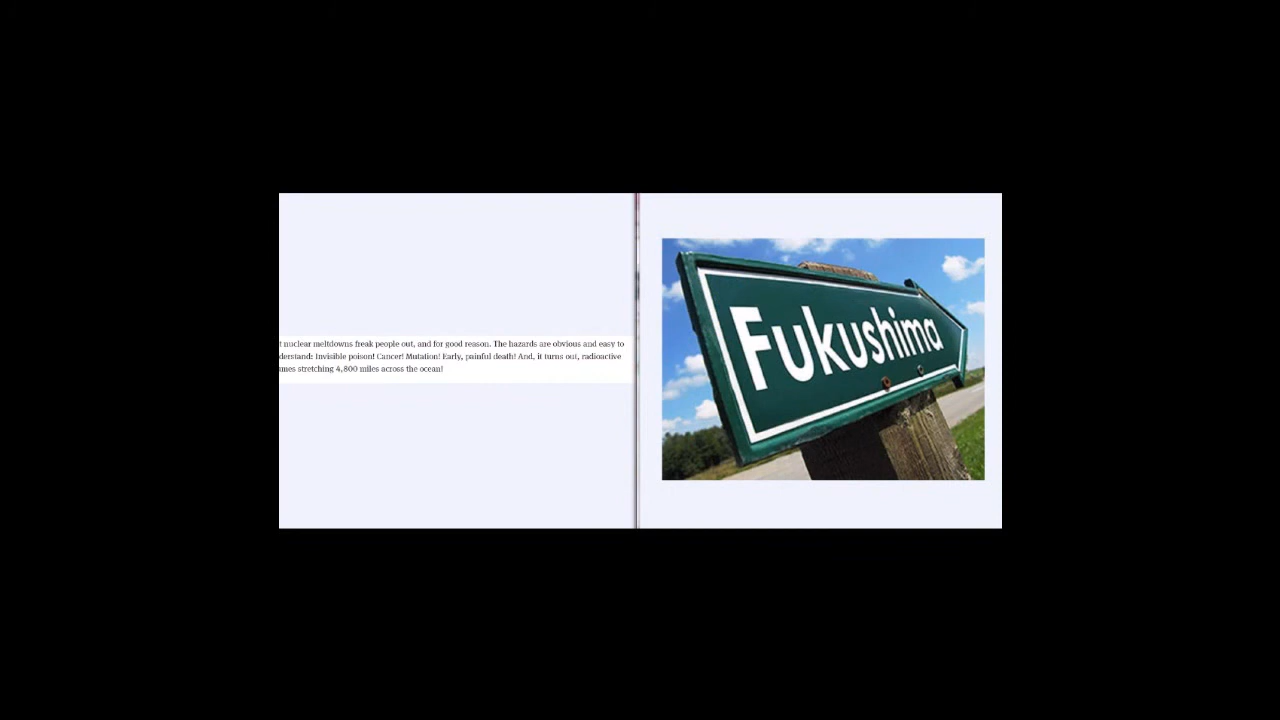 t nuclear meltdowns freak people out, and for good reason. The hazards are obvious and easy to
derstand: Invisible poison! Cancer! Mutation! Early, painful death! And, it turns out, radioactive
umes stretching 4,800 miles across the ocean!
Fukushima